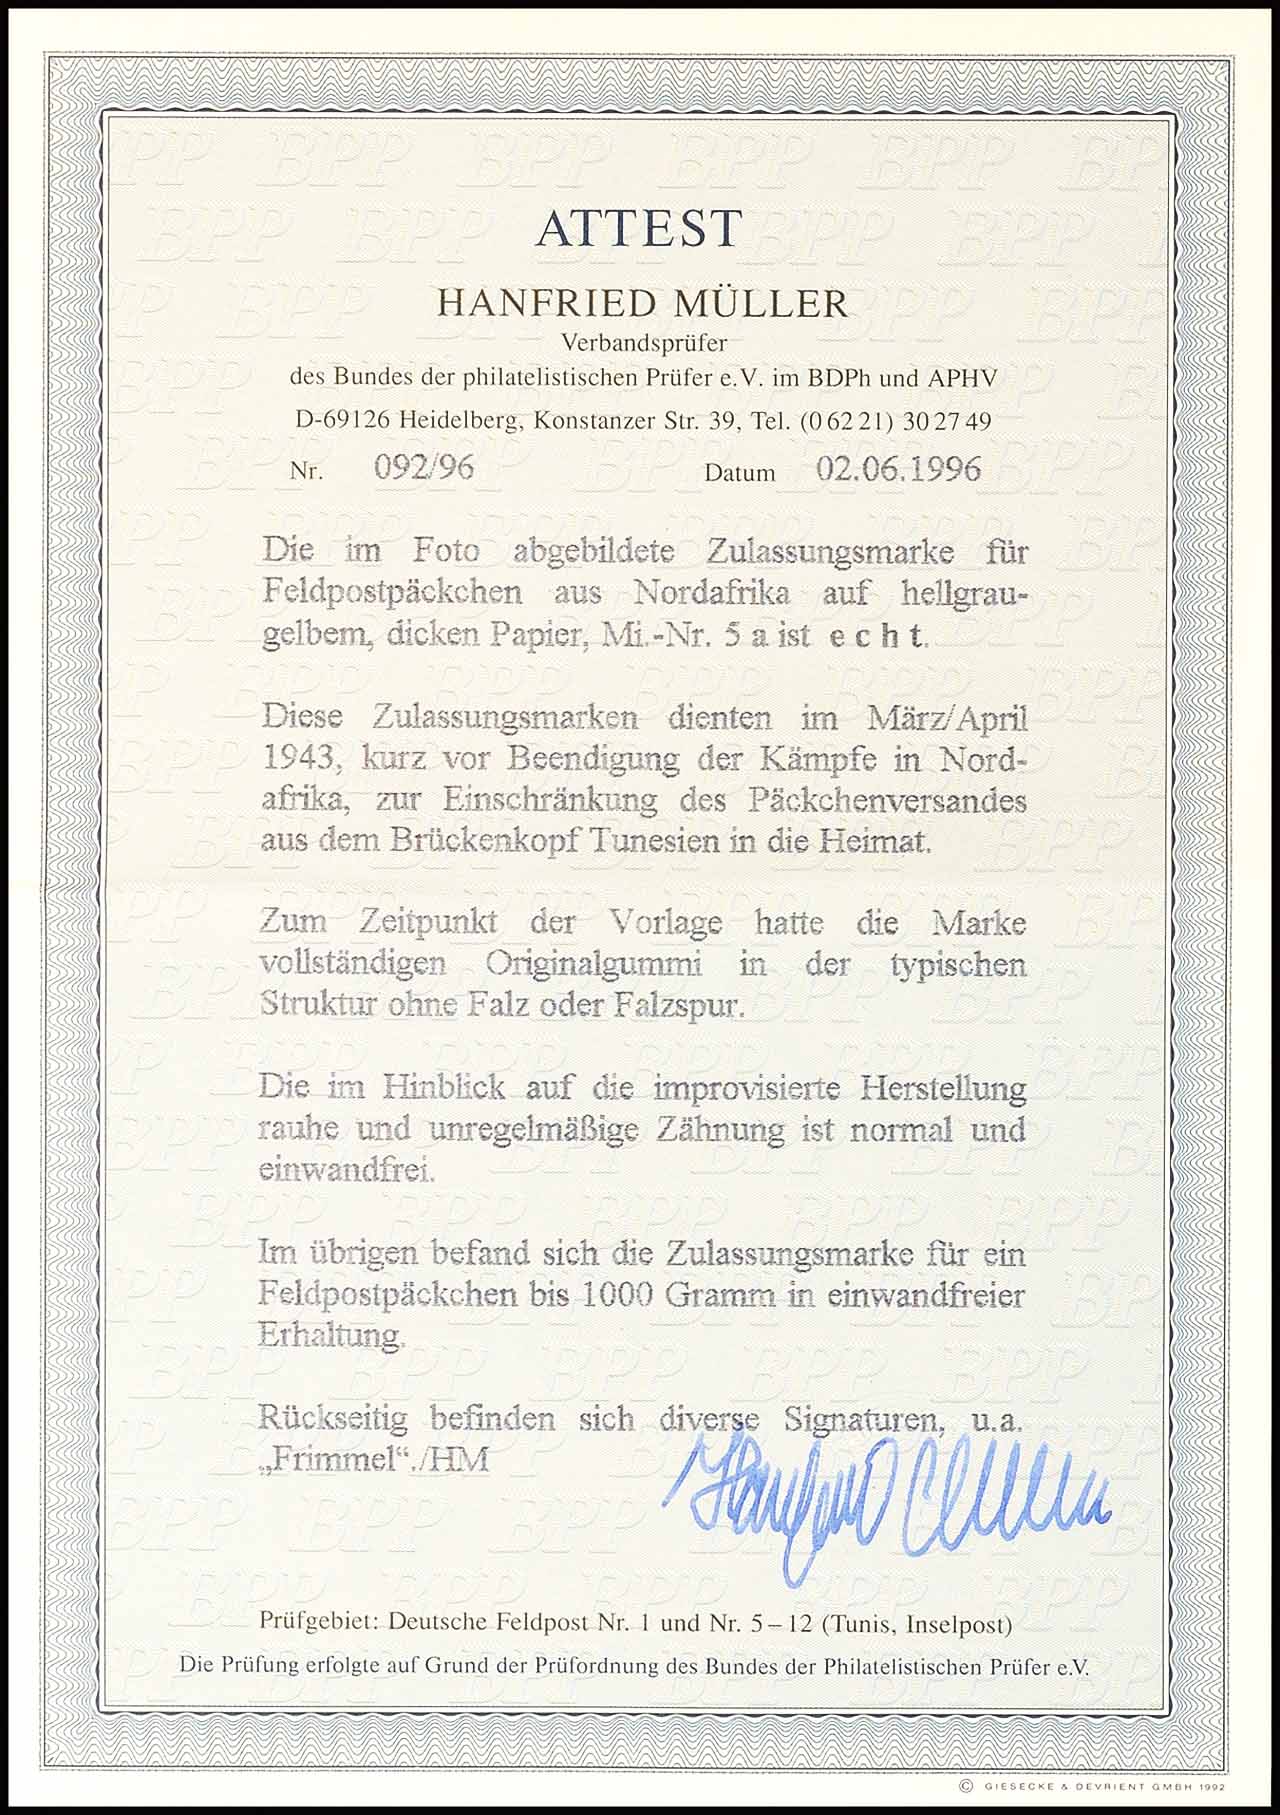 ATTEST
HANFRIED MÜLLER
Verbandsprüfer
des Bundes der philatelistischen Prüfer e.V. im BDPh und APHV
D-69126 Heidelberg, Konstanzer Str. 39, Tel. (0 62 21) 30 27 49
Nr. 092/96 Datum 02.06.1996
Die im Foto abgebildete Zulassungsmarke für
Feldpostpäckchen aus Nordafrika auf hellgrau-
gelbem, dicken Papier, Mi.-Nr. 5 a ist e c h t.
Diese Zulassungsmarken dienten im März/April
1943, kurz vor Beendigung der Kämpfe in Nord-
afrika, zur Einschränkung des Päckchenversandes
aus dem Brückenkopf Tunesien in die Heimat.
Zum Zeitpunkt der Vorlage hatte die Marke
vollständigen Originalgummi in der typischen
Struktur ohne Falz oder Falzspur.
Die im Hinblick auf die improvisierte Herstellung
rauhe und unregelmäßige Zähnung ist normal und
einwandfrei.
Im übrigen befand sich die Zulassungsmarke für ein
Feldpostpäckchen bis 1000 Gramm in einwandfreier
Erhaltung.
Rückseitig befinden sich diverse Signaturen, u.a.
„Frimmel“./HM
Prüfgebiet: Deutsche Feldpost Nr. 1 und Nr. 5–12 (Tunis, Inselpost)
Die Prüfung erfolgte auf Grund der Prüfordnung des Bundes der Philatelistischen Prüfer e.V.
© GIESECKE & DEVRIENT GMBH 1992